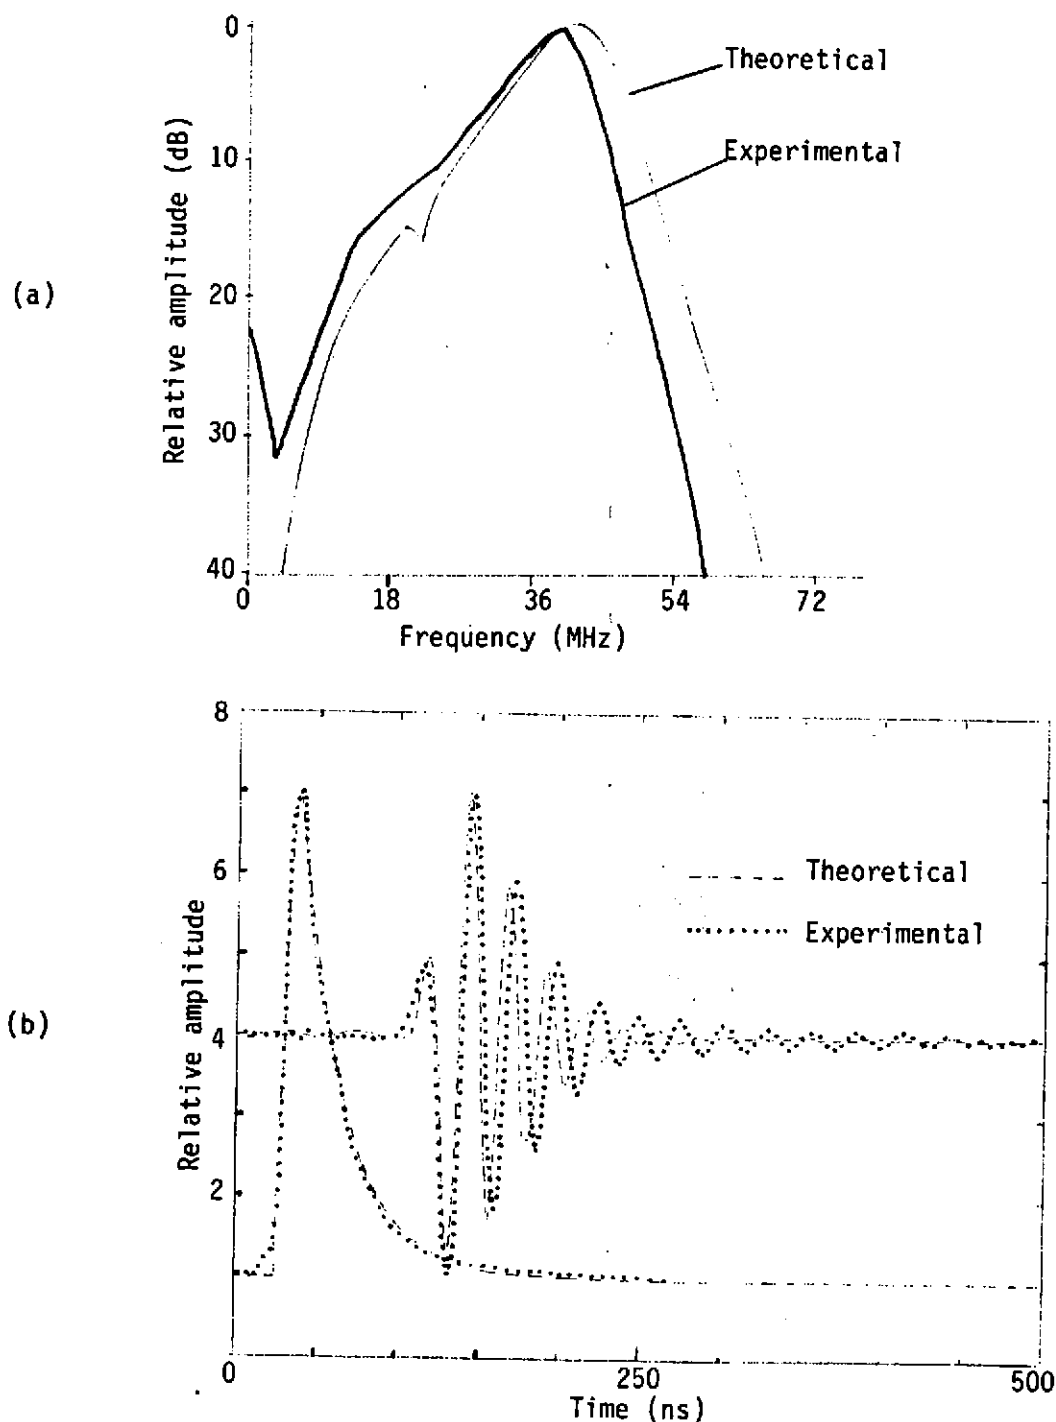 (a)
Relative amplitude (dB)
0
10
20
30
40
Theoretical
Experimental
0 18 36 54 72
Frequency (MHz)
(b)
Relative amplitude
8
6
4
2
Theoretical
Experimental
0 250 500
Time (ns)